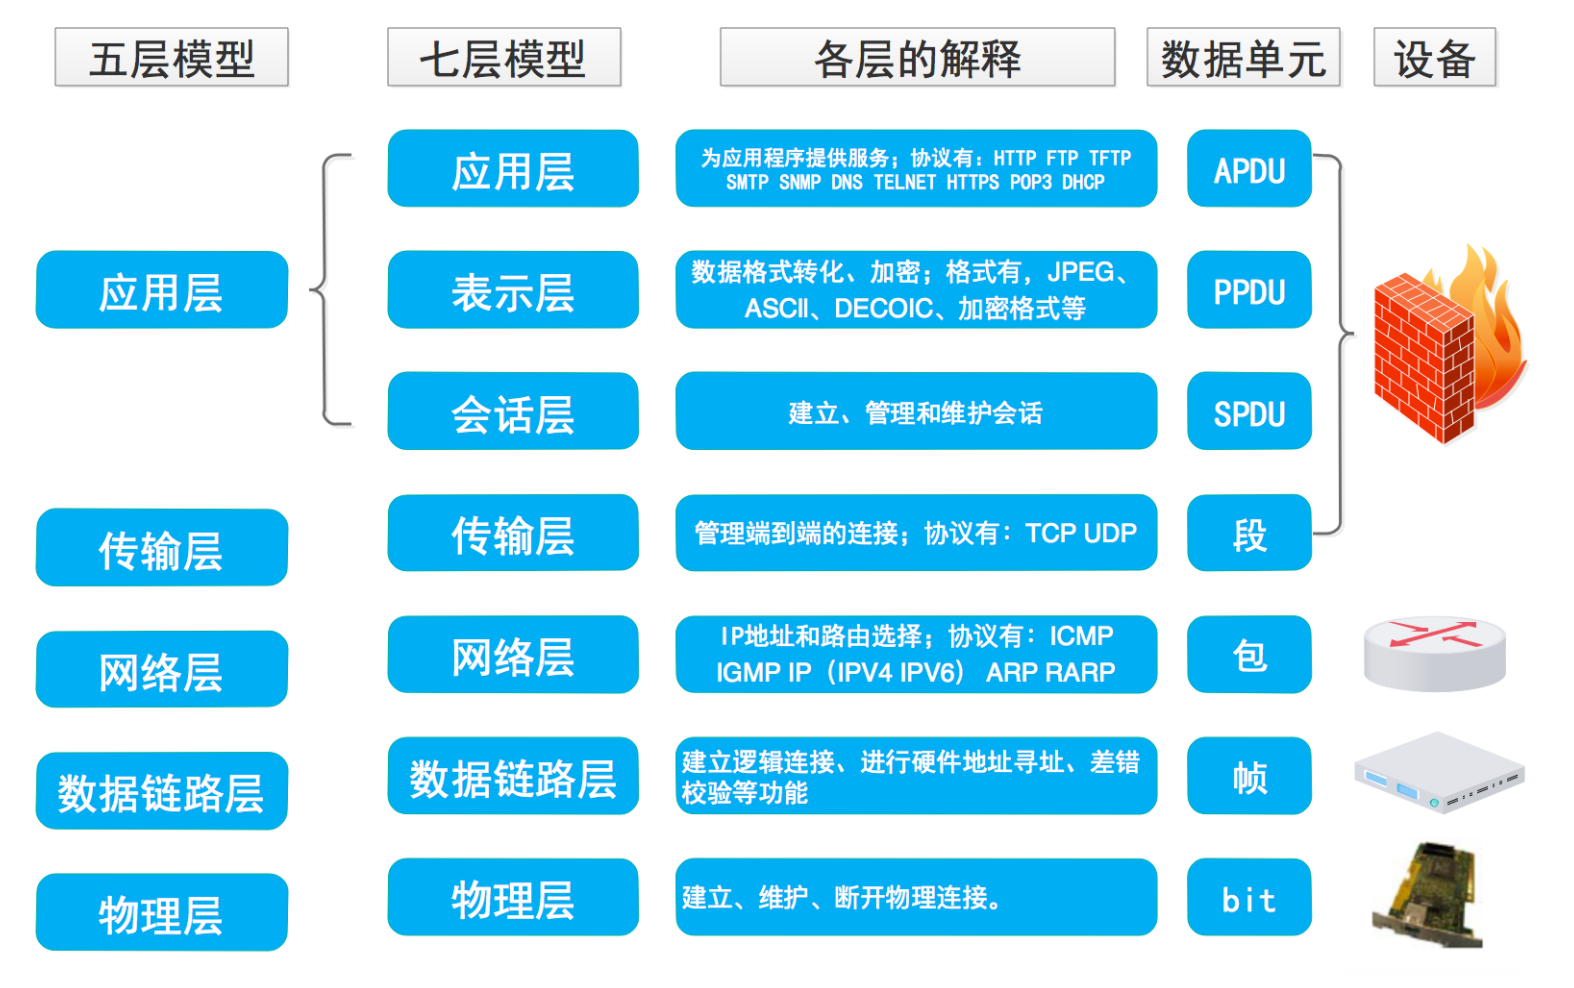 五层模型
七层模型
各层的解释
数据单元
设备
应用层
为应用程序提供服务；协议有：HTTP FTP TFTP
SMTP SNMP DNS TELNET HTTPS POP3 DHCP
APDU
应用层
表示层
数据格式转化、加密；格式有，JPEG、
ASCII、DECOIC、加密格式等
PPDU
会话层
建立、管理和维护会话
SPDU
传输层
传输层
管理端到端的连接；协议有：TCP UDP
段
网络层
网络层
IP地址和路由选择；协议有：ICMP
IGMP IP（IPV4 IPV6） ARP RARP
包
数据链路层
数据链路层
建立逻辑连接、进行硬件地址寻址、差错
校验等功能
帧
物理层
物理层
建立、维护、断开物理连接。
bit